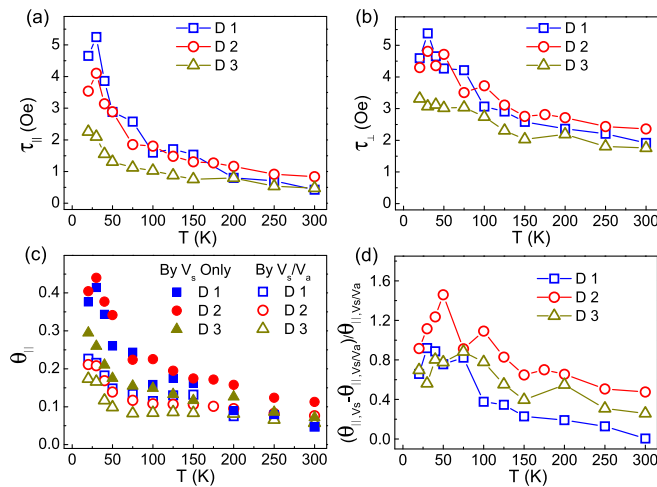 (a)
D 1
D 2
D 3
τ|| (Oe)
5
4
3
2
1
0
0 50 100 150 200 250 300
T (K)
(b)
D 1
D 2
D 3
τ⊥ (Oe)
5
4
3
2
1
0
0 50 100 150 200 250 300
T (K)
(c)
By Vs Only By Vs/Va
D 1 D 1
D 2 D 2
D 3 D 3
θ||
0.4
0.3
0.2
0.1
0.0
0 50 100 150 200 250 300
T (K)
(d)
D 1
D 2
D 3
(θ||,Vs-θ||,Vs/Va)/θ||,Vs/Va
1.6
1.2
0.8
0.4
0.0
0 50 100 150 200 250 300
T (K)